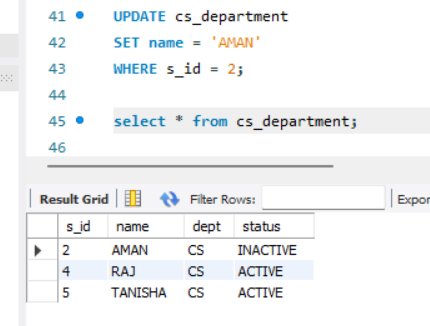 41 UPDATE cs_department
42 SET name = 'AMAN'
43 WHERE s_id = 2;
44
45 select * from cs_department;
46
Result Grid Filter Rows: Expor
s_id name dept status
2 AMAN CS INACTIVE
4 RAJ CS ACTIVE
5 TANISHA CS ACTIVE